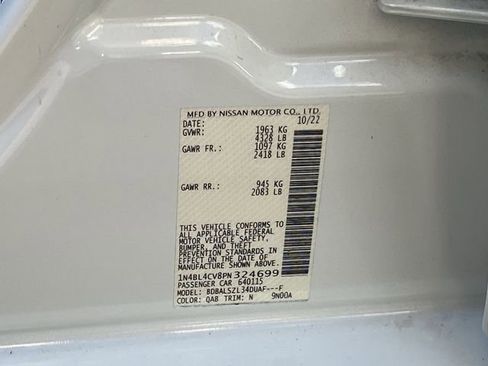 MFD BY NISSAN MOTOR CO., LTD.
DATE: 10/22
GVWR: 1963 KG
4328 LB
GAWR FR.: 1097 KG
2418 LB
GAWR RR.: 945 KG
2083 LB
THIS VEHICLE CONFORMS TO
ALL APPLICABLE FEDERAL
MOTOR VEHICLE SAFETY,
BUMPER, AND THEFT
PREVENTION STANDARDS
IN EFFECT ON THE DATE OF
MANUFACTURE SHOWN ABOVE.
1N4BL4CV8PN324699
PASSENGER CAR 640115
MODEL: BDBALSZL34DUAF---F
COLOR: QAB TRIM: N 9N00A